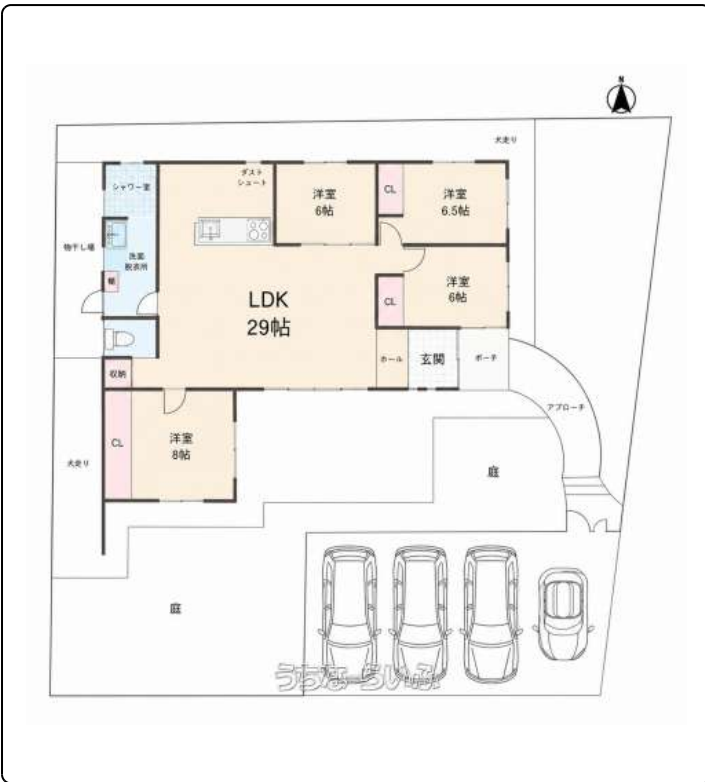 N
犬走り
シャワー室
ダスト
シュート
洋室
6帖
CL
洋室
6.5帖
物干し場
洗面
脱衣所
棚
洋室
6帖
CL
LDK
29帖
ホール
玄関
ポーチ
収納
アプローチ
CL
洋室
8帖
犬走り
庭
庭
うちなーらいふ